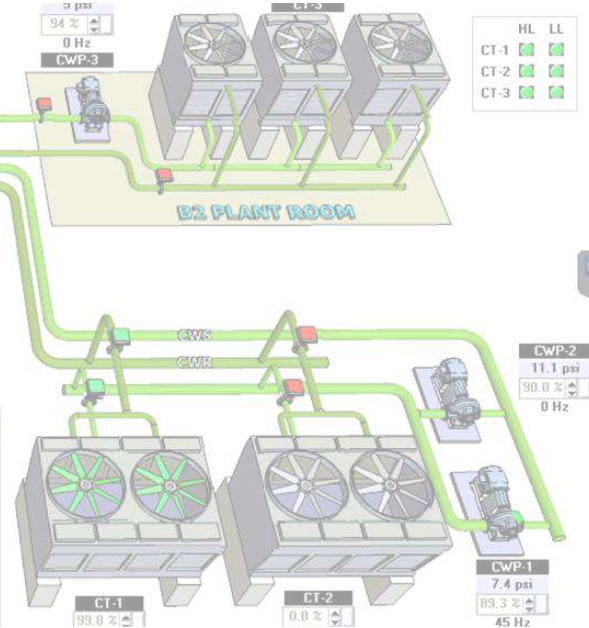 5 psi
94 %
0 Hz
CWP-3
CT-3
HL LL
CT-1
CT-2
CT-3
B2 PLANT ROOM
CWS
CWR
CWP-2
11.1 psi
90.0 %
0 Hz
CWP-1
7.4 psi
89.3 %
45 Hz
CT-1
99.8 %
CT-2
0.0 %